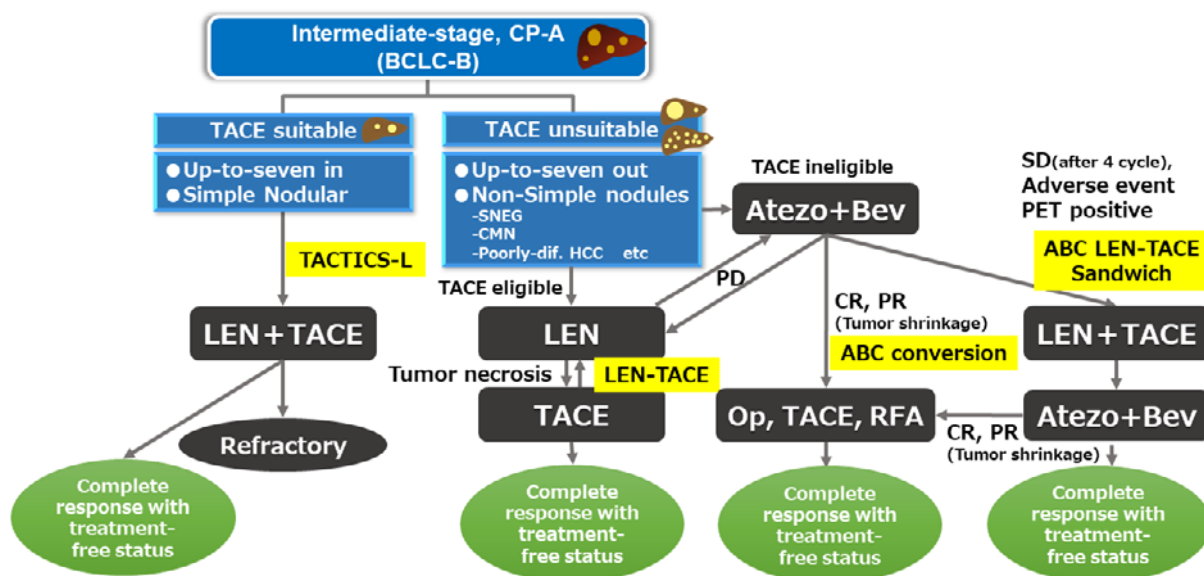 Intermediate-stage, CP-A
(BCLC-B)
TACE suitable
●Up-to-seven in
●Simple Nodular
TACE unsuitable
●Up-to-seven out
●Non-Simple nodules
-SNEG
-CMN
-Poorly-dif. HCC etc
TACE ineligible
Atezo+Bev
SD(after 4 cycle),
Adverse event
PET positive
ABC LEN-TACE
Sandwich
TACTICS-L
TACE eligible
PD
CR, PR
(Tumor shrinkage)
ABC conversion
LEN+TACE
LEN
LEN+TACE
Tumor necrosis
LEN-TACE
TACE
Op, TACE, RFA
Atezo+Bev
CR, PR
(Tumor shrinkage)
Refractory
Complete
response with
treatment-
free status
Complete
response with
treatment-
free status
Complete
response with
treatment-
free status
Complete
response with
treatment-
free status